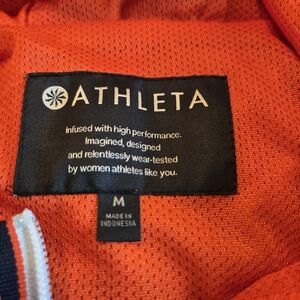 ATHLETA
Infused with high performance.
Imagined, designed
and relentlessly wear-tested
by women athletes like you.
M
MADE IN
INDONESIA